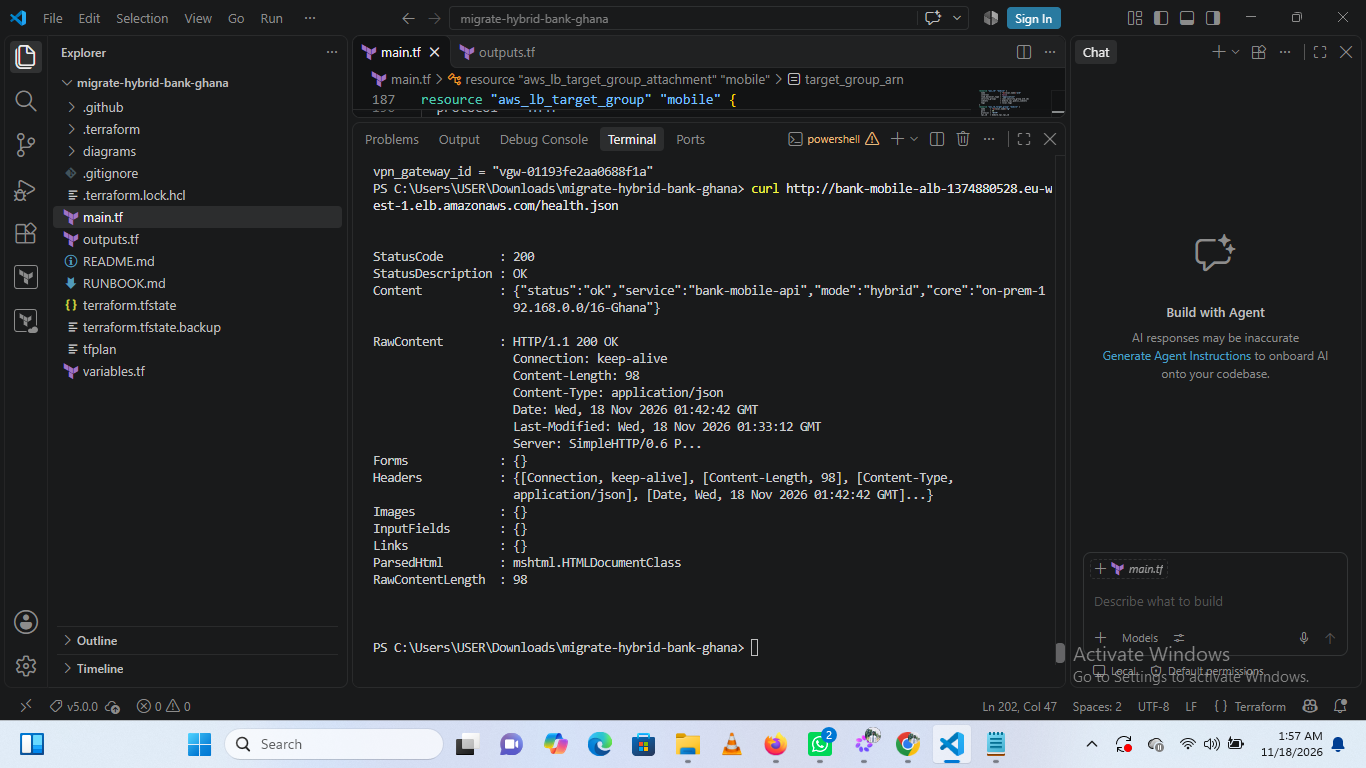 File Edit Selection View Go Run ···
migrate-hybrid-bank-ghana
Sign In
Explorer
migrate-hybrid-bank-ghana
.github
.terraform
diagrams
.gitignore
.terraform.lock.hcl
main.tf
outputs.tf
README.md
RUNBOOK.md
terraform.tfstate
terraform.tfstate.backup
tfplan
variables.tf
Outline
Timeline
main.tf outputs.tf
main.tf > resource "aws_lb_target_group_attachment" "mobile" > target_group_arn
187 resource "aws_lb_target_group" "mobile" {
Problems Output Debug Console Terminal Ports
powershell
vpn_gateway_id = "vgw-01193fe2aa0688f1a"
PS C:\Users\USER\Downloads\migrate-hybrid-bank-ghana> curl http://bank-mobile-alb-1374880528.eu-w
est-1.elb.amazonaws.com/health.json
StatusCode : 200
StatusDescription : OK
Content : {"status":"ok","service":"bank-mobile-api","mode":"hybrid","core":"on-prem-1
92.168.0.0/16-Ghana"}
RawContent : HTTP/1.1 200 OK
Connection: keep-alive
Content-Length: 98
Content-Type: application/json
Date: Wed, 18 Nov 2026 01:42:42 GMT
Last-Modified: Wed, 18 Nov 2026 01:33:12 GMT
Server: SimpleHTTP/0.6 P...
Forms : {}
Headers : {[Connection, keep-alive], [Content-Length, 98], [Content-Type,
application/json], [Date, Wed, 18 Nov 2026 01:42:42 GMT]...}
Images : {}
InputFields : {}
Links : {}
ParsedHtml : mshtml.HTMLDocumentClass
RawContentLength : 98
PS C:\Users\USER\Downloads\migrate-hybrid-bank-ghana>
Chat
Build with Agent
AI responses may be inaccurate
Generate Agent Instructions to onboard AI
onto your codebase.
main.tf
Describe what to build
Models
Local Default permissions
Activate Windows
Go to Settings to activate Windows.
v5.0.0 0 0
Ln 202, Col 47 Spaces: 2 UTF-8 LF { } Terraform
Search
2
1:57 AM
11/18/2026